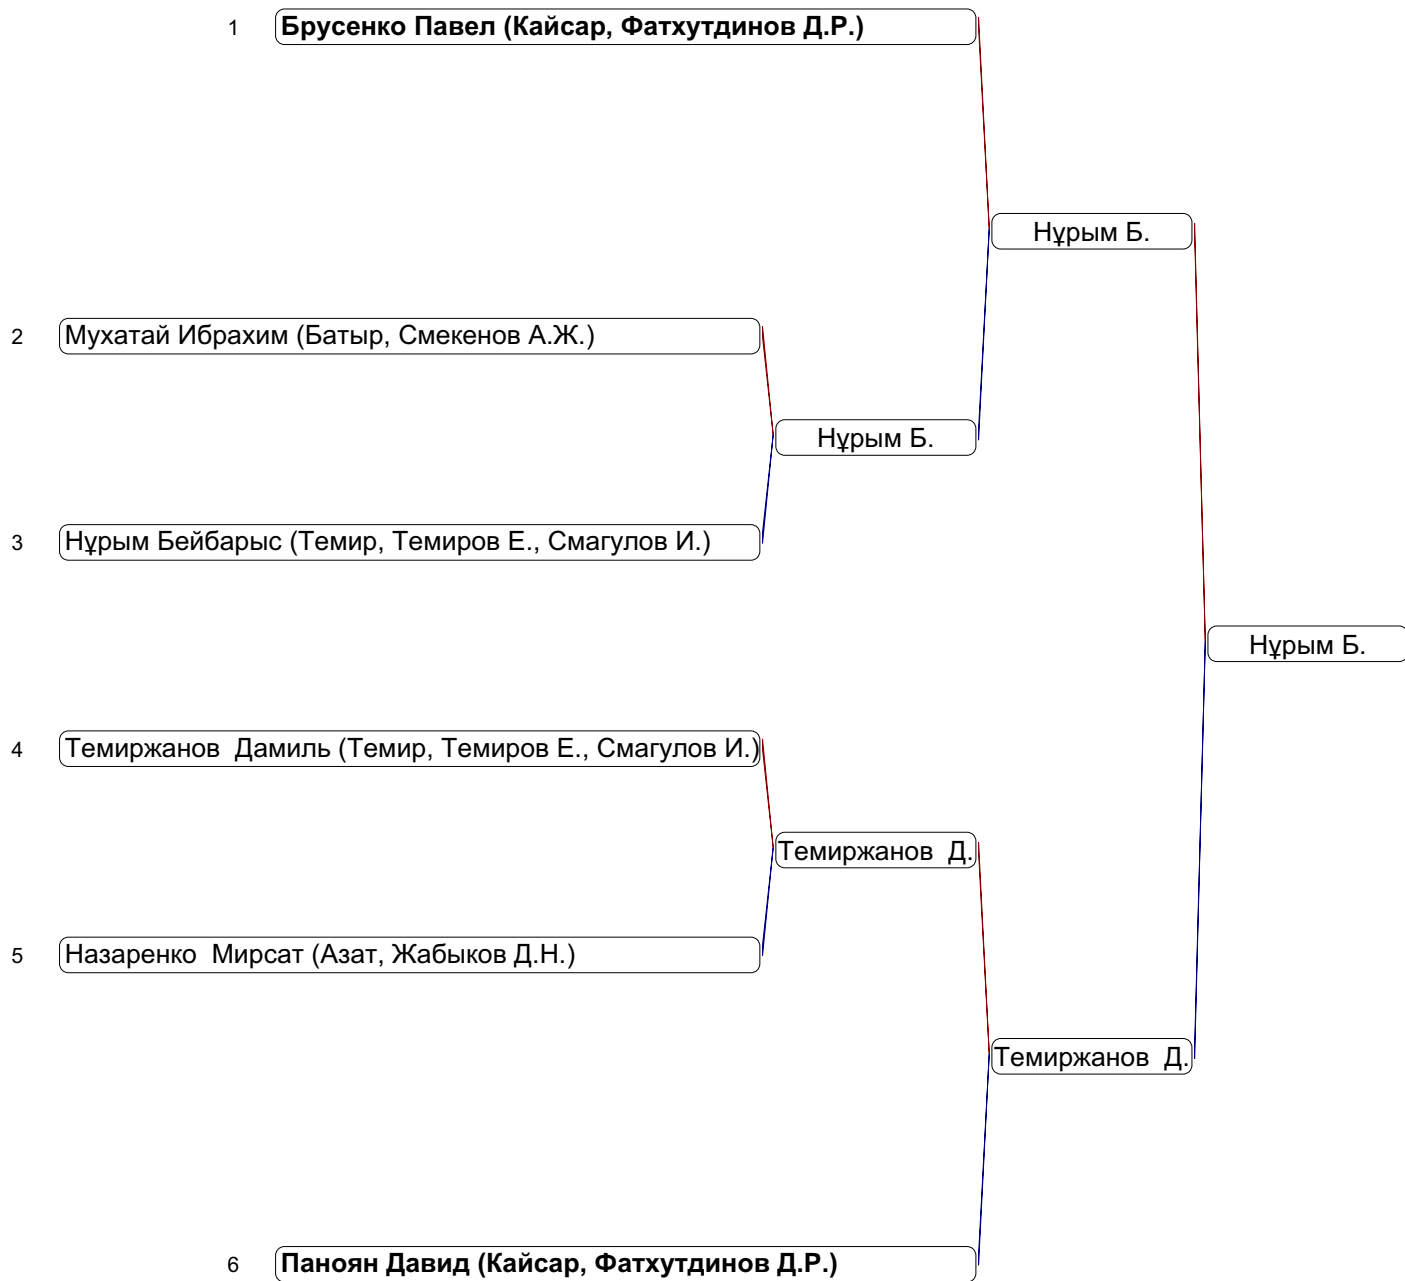 1 Брусенко Павел (Кайсар, Фатхутдинов Д.Р.)
Нұрым Б.
2 Мухатай Ибрахим (Батыр, Смекенов А.Ж.)
Нұрым Б.
3 Нұрым Бейбарыс (Темир, Темиров Е., Смагулов И.)
Нұрым Б.
4 Темиржанов  Дамиль (Темир, Темиров Е., Смагулов И.)
Темиржанов  Д.
5 Назаренко  Мирсат (Азат, Жабыков Д.Н.)
Темиржанов  Д.
6 Паноян Давид (Кайсар, Фатхутдинов Д.Р.)